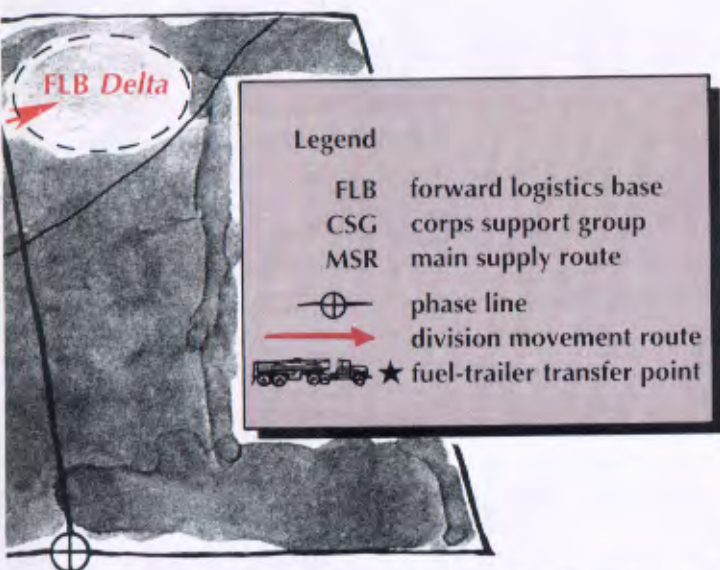 FLB Delta
Legend
FLB forward logistics base
CSG corps support group
MSR main supply route
phase line
division movement route
fuel-trailer transfer point